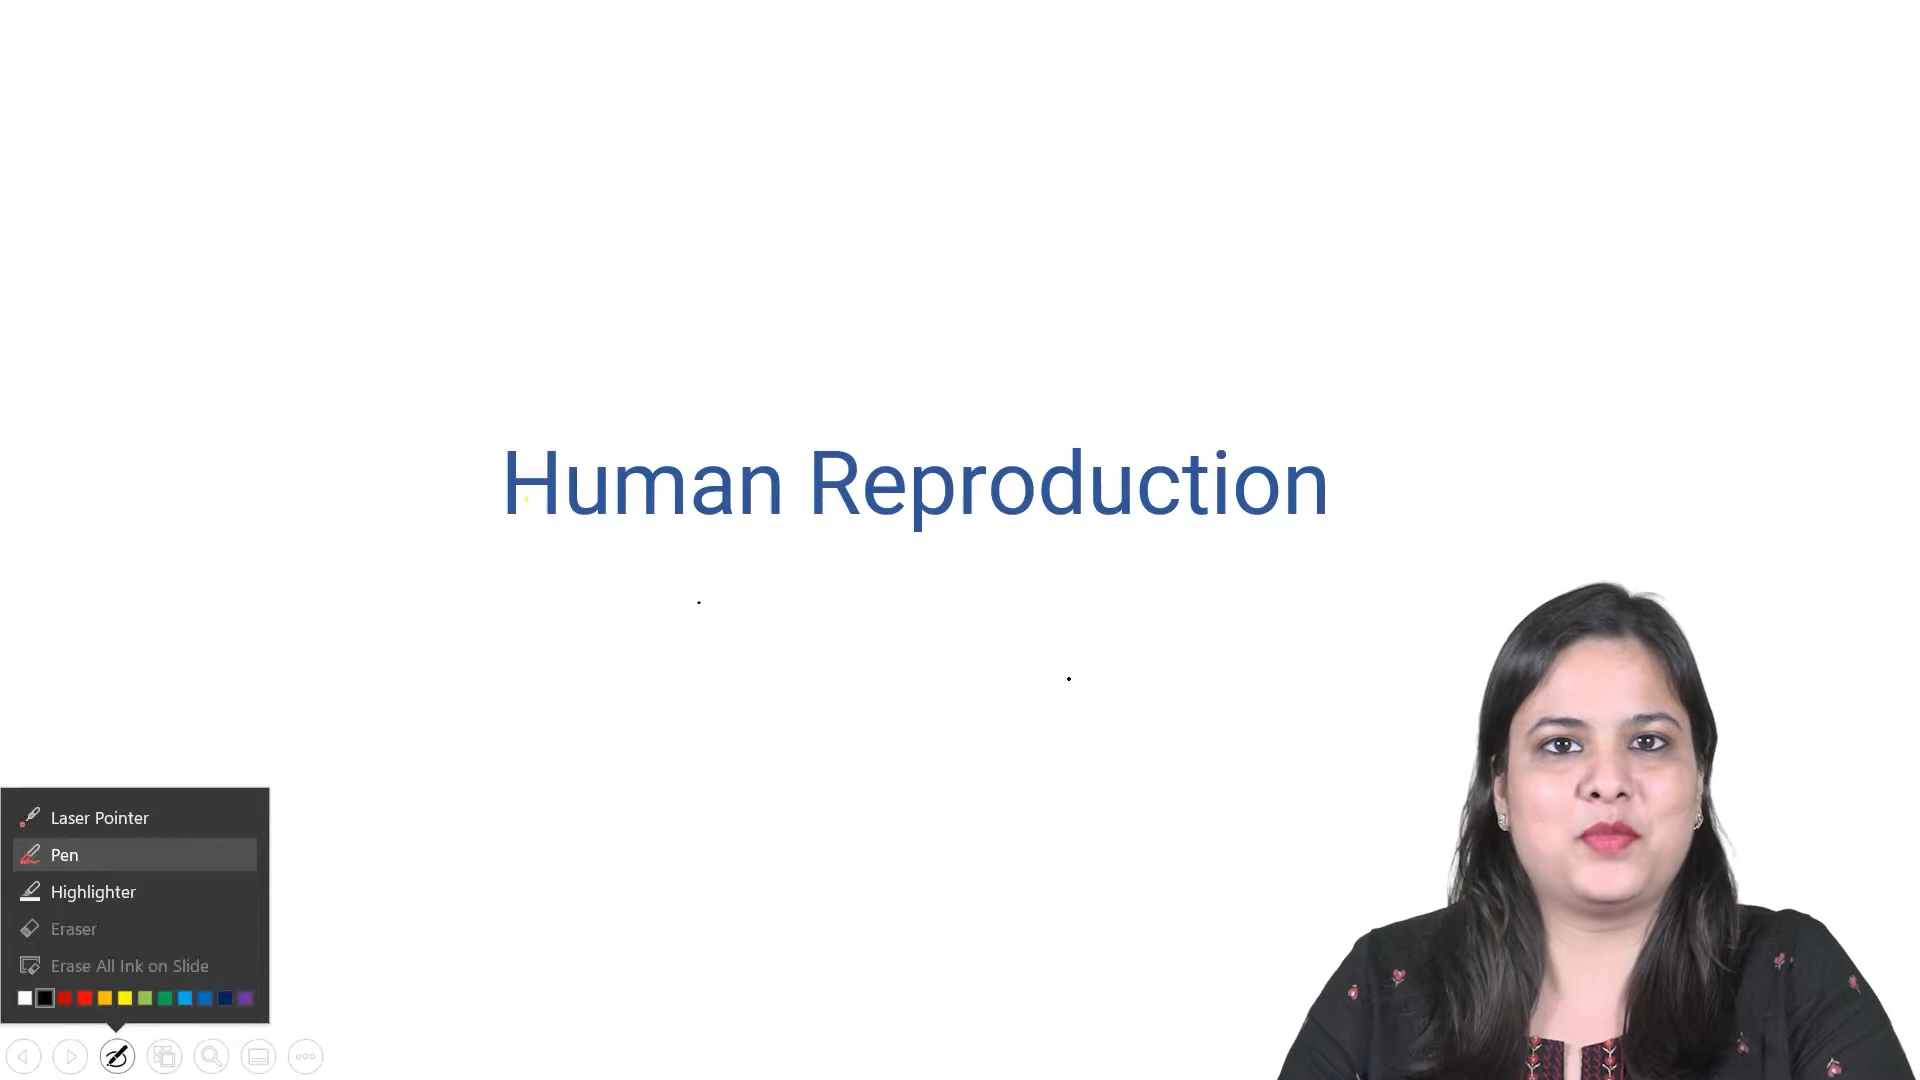 Human Reproduction
Laser Pointer
Pen
Highlighter
Eraser
Erase All Ink on Slide